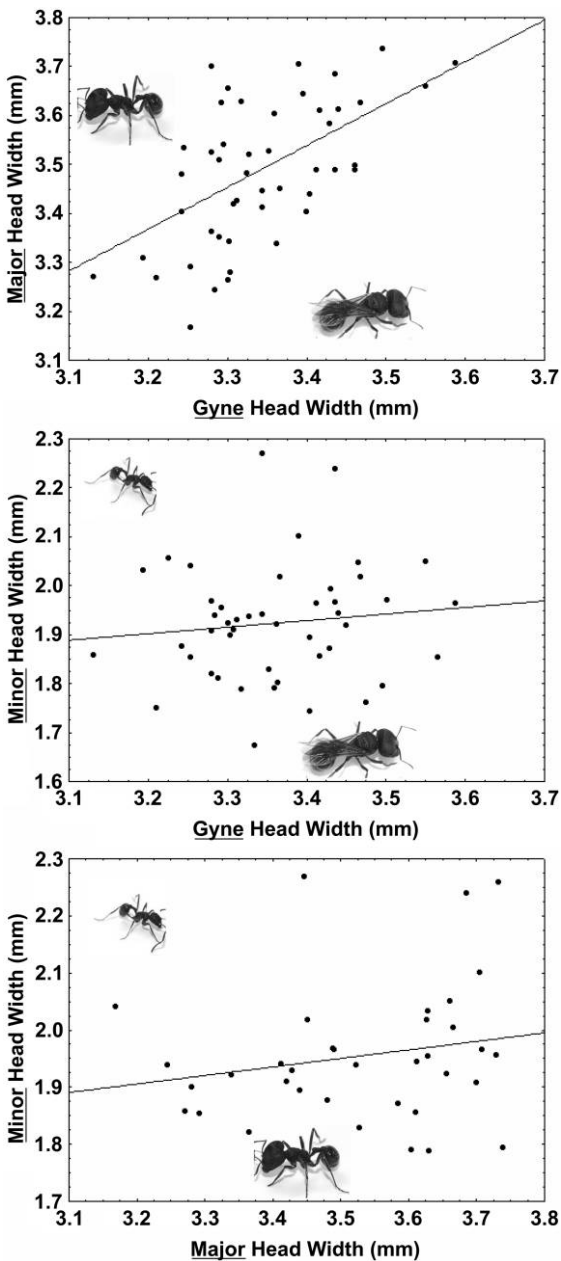 3.8
3.7
3.6
3.5
3.4
3.3
3.2
3.1
Major Head Width (mm)
3.1 3.2 3.3 3.4 3.5 3.6 3.7
Gyne Head Width (mm)
2.3
2.2
2.1
2.0
1.9
1.8
1.7
1.6
Minor Head Width (mm)
3.1 3.2 3.3 3.4 3.5 3.6 3.7
Gyne Head Width (mm)
2.3
2.2
2.1
2.0
1.9
1.8
1.7
Minor Head Width (mm)
3.1 3.2 3.3 3.4 3.5 3.6 3.7 3.8
Major Head Width (mm)